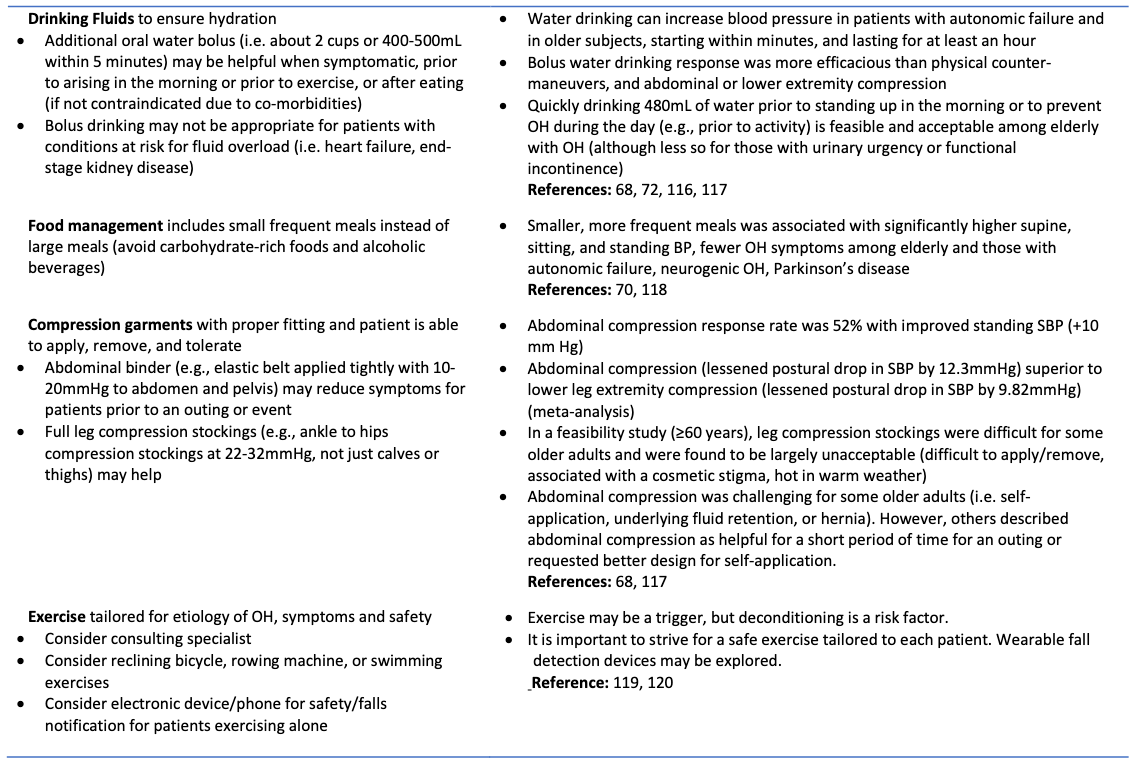 Drinking Fluids to ensure hydration
• Additional oral water bolus (i.e. about 2 cups or 400-500mL
within 5 minutes) may be helpful when symptomatic, prior
to arising in the morning or prior to exercise, or after eating
(if not contraindicated due to co-morbidities)
• Bolus drinking may not be appropriate for patients with
conditions at risk for fluid overload (i.e. heart failure, end-
stage kidney disease)
• Water drinking can increase blood pressure in patients with autonomic failure and
in older subjects, starting within minutes, and lasting for at least an hour
• Bolus water drinking response was more efficacious than physical counter-
maneuvers, and abdominal or lower extremity compression
• Quickly drinking 480mL of water prior to standing up in the morning or to prevent
OH during the day (e.g., prior to activity) is feasible and acceptable among elderly
with OH (although less so for those with urinary urgency or functional
incontinence)
References: 68, 72, 116, 117
Food management includes small frequent meals instead of
large meals (avoid carbohydrate-rich foods and alcoholic
beverages)
• Smaller, more frequent meals was associated with significantly higher supine,
sitting, and standing BP, fewer OH symptoms among elderly and those with
autonomic failure, neurogenic OH, Parkinson's disease
References: 70, 118
Compression garments with proper fitting and patient is able
to apply, remove, and tolerate
• Abdominal binder (e.g., elastic belt applied tightly with 10-
20mmHg to abdomen and pelvis) may reduce symptoms for
patients prior to an outing or event
• Full leg compression stockings (e.g., ankle to hips
compression stockings at 22-32mmHg, not just calves or
thighs) may help
• Abdominal compression response rate was 52% with improved standing SBP (+10
mm Hg)
• Abdominal compression (lessened postural drop in SBP by 12.3mmHg) superior to
lower leg extremity compression (lessened postural drop in SBP by 9.82mmHg)
(meta-analysis)
• In a feasibility study (≥60 years), leg compression stockings were difficult for some
older adults and were found to be largely unacceptable (difficult to apply/remove,
associated with a cosmetic stigma, hot in warm weather)
• Abdominal compression was challenging for some older adults (i.e. self-
application, underlying fluid retention, or hernia). However, others described
abdominal compression as helpful for a short period of time for an outing or
requested better design for self-application.
References: 68, 117
Exercise tailored for etiology of OH, symptoms and safety
• Consider consulting specialist
• Consider reclining bicycle, rowing machine, or swimming
exercises
• Consider electronic device/phone for safety/falls
notification for patients exercising alone
• Exercise may be a trigger, but deconditioning is a risk factor.
• It is important to strive for a safe exercise tailored to each patient. Wearable fall
detection devices may be explored.
Reference: 119, 120